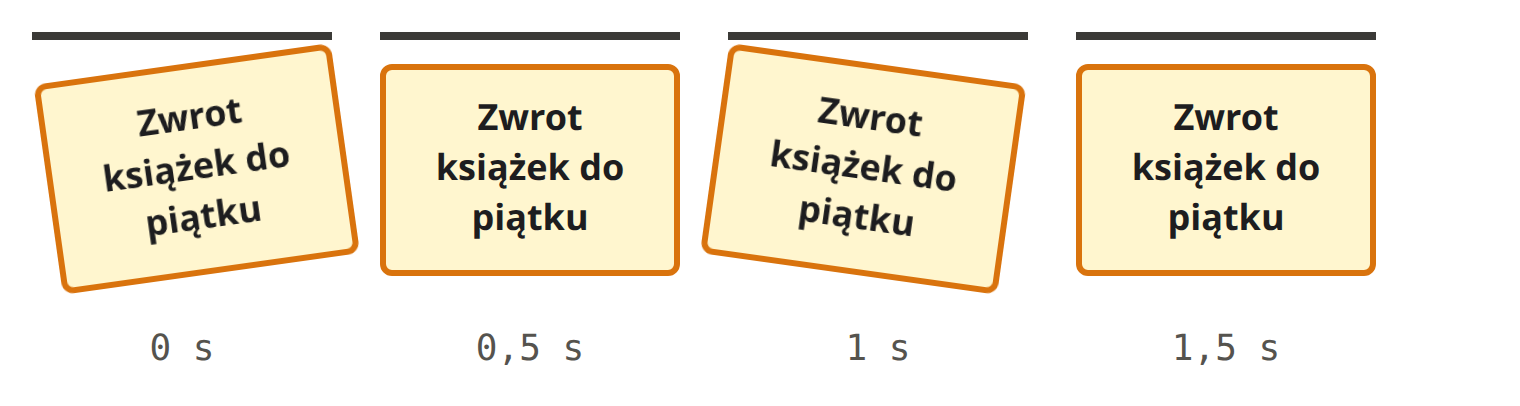 Zwrot
książek do
piątku
0 s
Zwrot
książek do
piątku
0,5 s
Zwrot
książek do
piątku
1 s
Zwrot
książek do
piątku
1,5 s